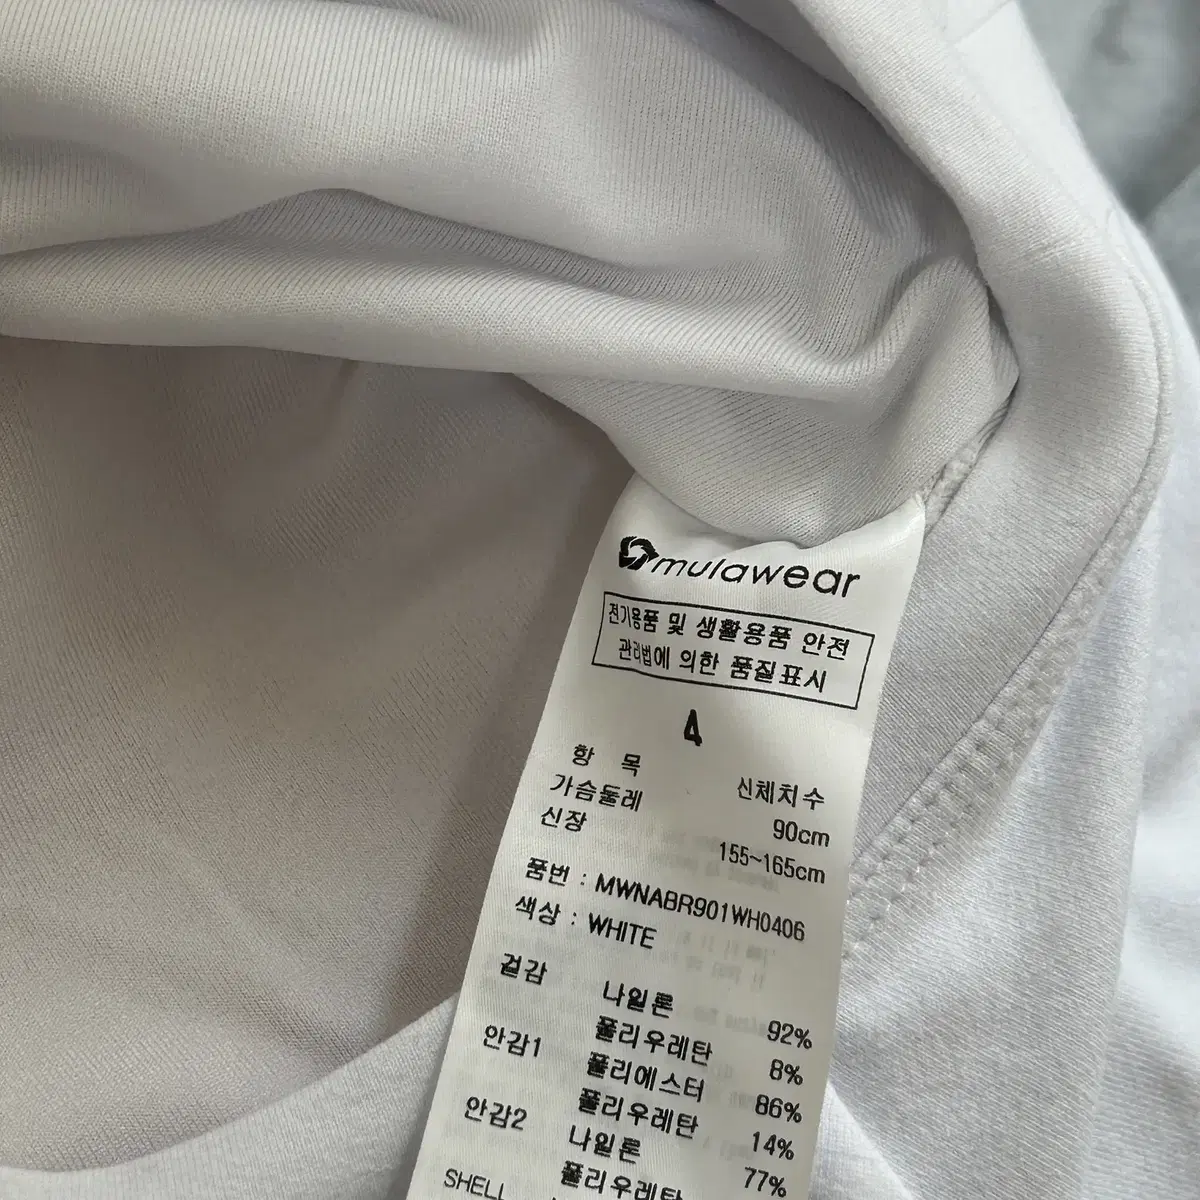 mulawear
전기용품 및 생활용품 안전
관리법에 의한 품질표시
4
항 목 신체치수
가슴둘레 90cm
신장 155~165cm
품번 : MWNABR901WH0406
색상 : WHITE
겉감 나일론 92%
폴리우레탄 8%
안감1 폴리에스터 86%
폴리우레탄 14%
안감2 나일론 77%
폴리우레탄
SHELL